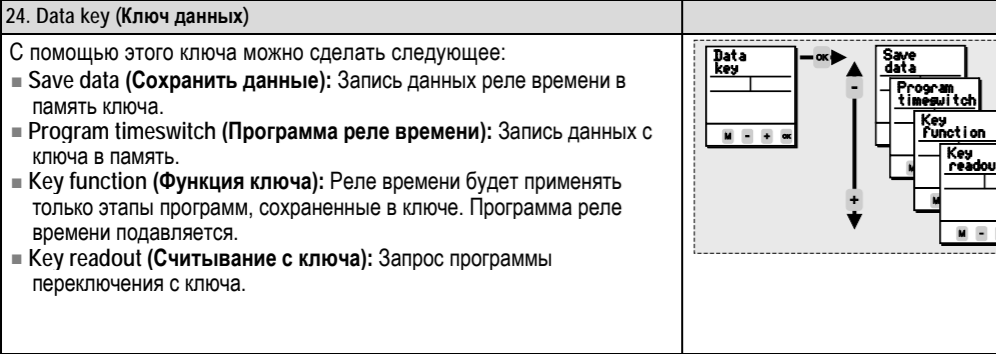 24. Data key (Ключ данных)
С помощью этого ключа можно сделать следующее:
■ Save data (Сохранить данные): Запись данных реле времени в
память ключа.
■ Program timeswitch (Программа реле времени): Запись данных с
ключа в память.
■ Key function (Функция ключа): Реле времени будет применять
только этапы программ, сохраненные в ключе. Программа реле
времени подавляется.
■ Key readout (Считывание с ключа): Запрос программы
переключения с ключа.
Data
key
M - + OK
OK
-
+
Save
data
Program
timeswitch
Key
function
Key
readou
M -